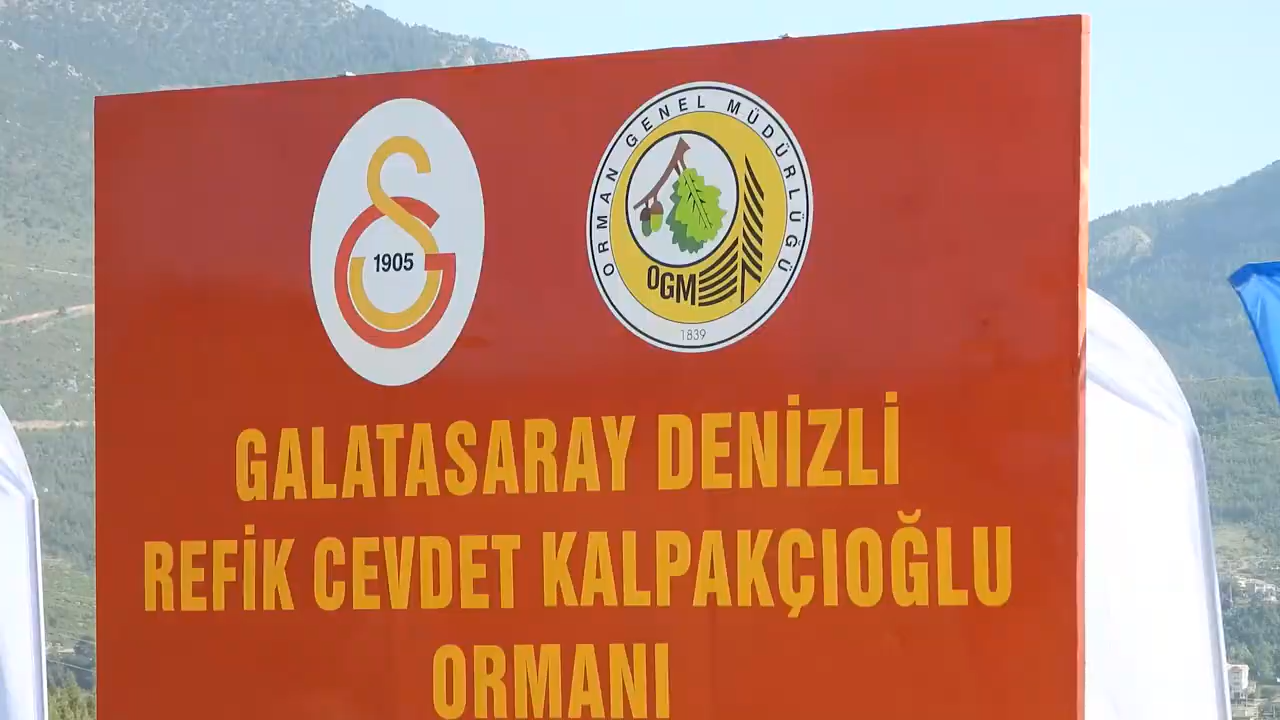 1905
ORMAN GENEL MÜDÜRLÜĞÜ
OGM
1839
GALATASARAY DENİZLİ
REFİK CEVDET KALPAKÇIOĞLU
ORMANI